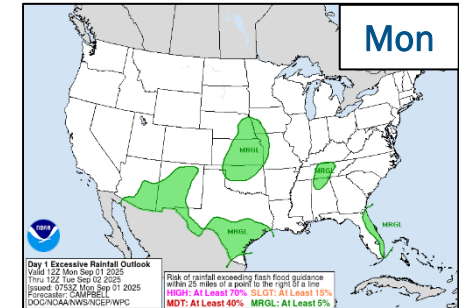 Mon
MRGL
MRGL
MRGL
MRGL
NOAA
Day 1 Excessive Rainfall Outlook
Valid 12Z Mon Sep 01 2025
Thru 12Z Tue Sep 02 2025
Issued: 0753Z Mon Sep 01 2025
Forecaster: CAMPBELL
DOC/NOAA/NWS/NCEP/WPC
Risk of rainfall exceeding flash flood guidance
within 25 miles of a point to the right of a line
HIGH: At Least 70% SLGT: At Least 15%
MDT: At Least 40% MRGL: At Least 5%